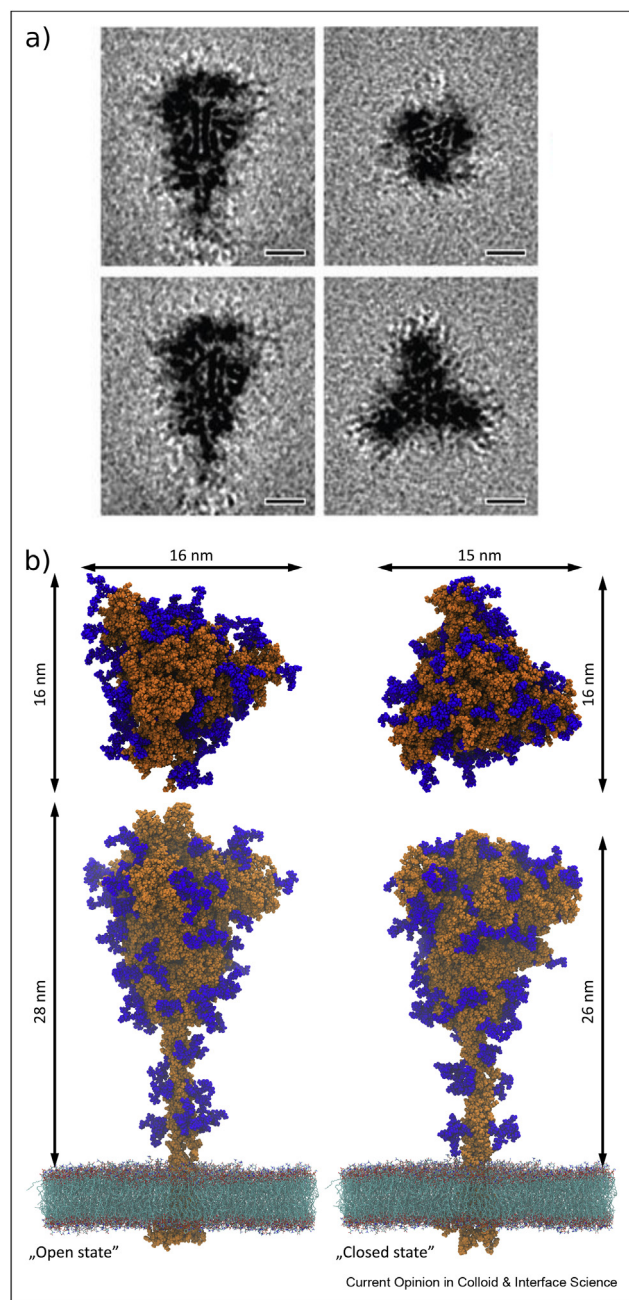 a)
b)
16 nm
15 nm
16 nm
16 nm
28 nm
26 nm
„Open state”
„Closed state”
Current Opinion in Colloid & Interface Science